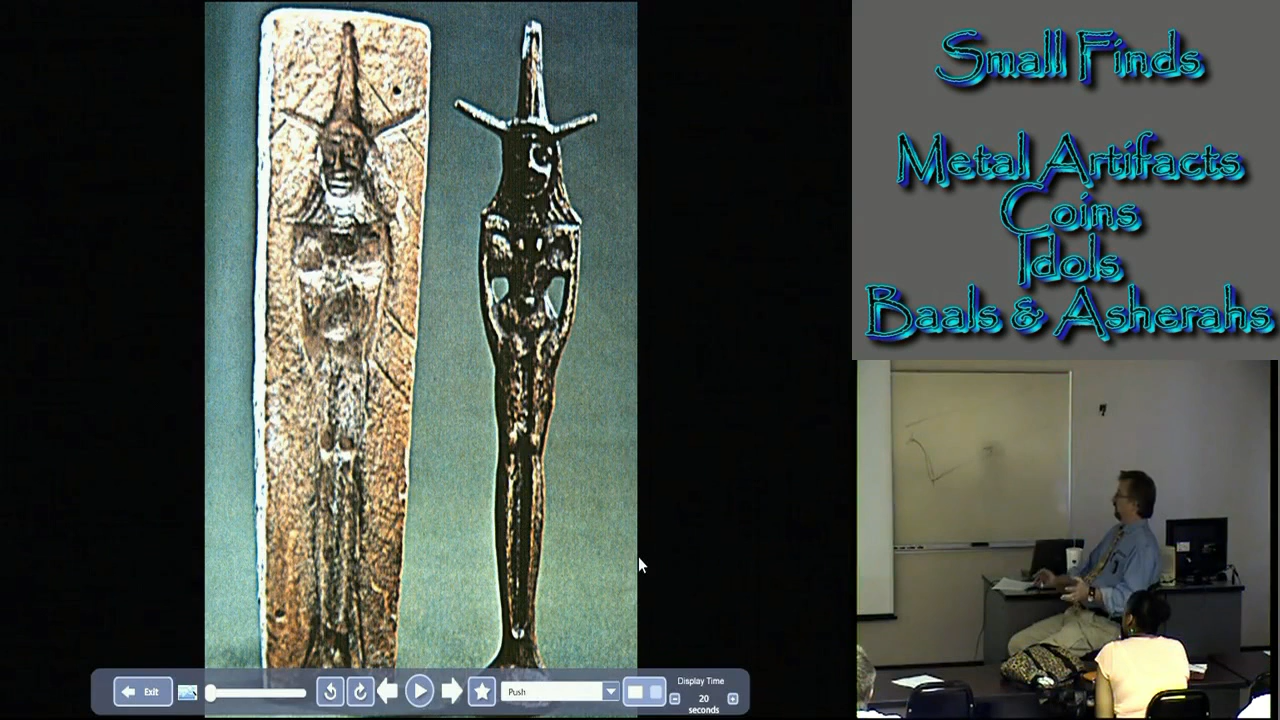 Small Finds
Metal Artifacts
Coins
Idols
Baals & Asherahs
Exit
Push
Display Time
20
seconds